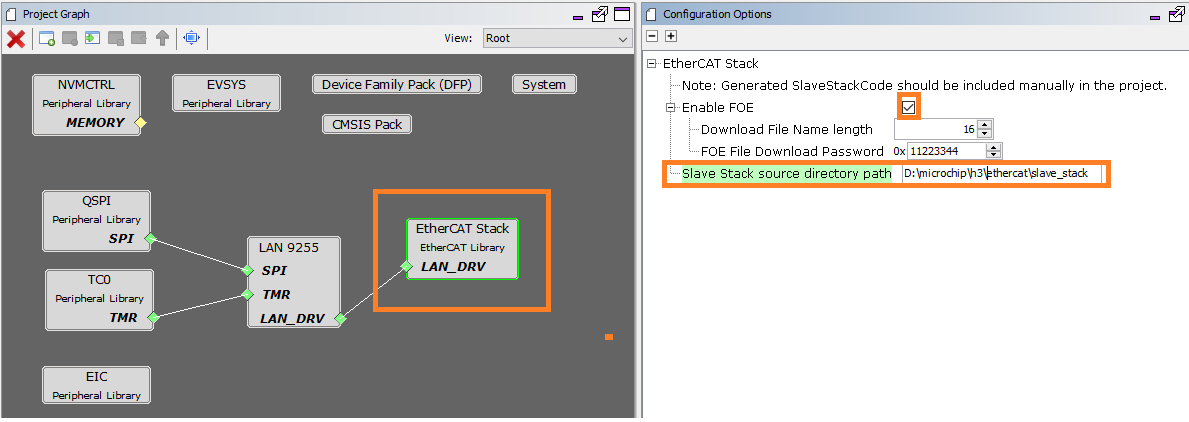 Project Graph
View: Root
NVMCTRL
Peripheral Library
MEMORY
EVSYS
Peripheral Library
Device Family Pack (DFP)
System
CMSIS Pack
QSPI
Peripheral Library
SPI
TC0
Peripheral Library
TMR
LAN 9255
SPI
TMR
LAN_DRV
EtherCAT Stack
EtherCAT Library
LAN_DRV
EIC
Peripheral Library
Configuration Options
EtherCAT Stack
Note: Generated SlaveStackCode should be included manually in the project.
Enable FOE
Download File Name length 16
FOE File Download Password 0x 11223344
Slave Stack source directory path D:\microchip\h3\ethercat\slave_stack